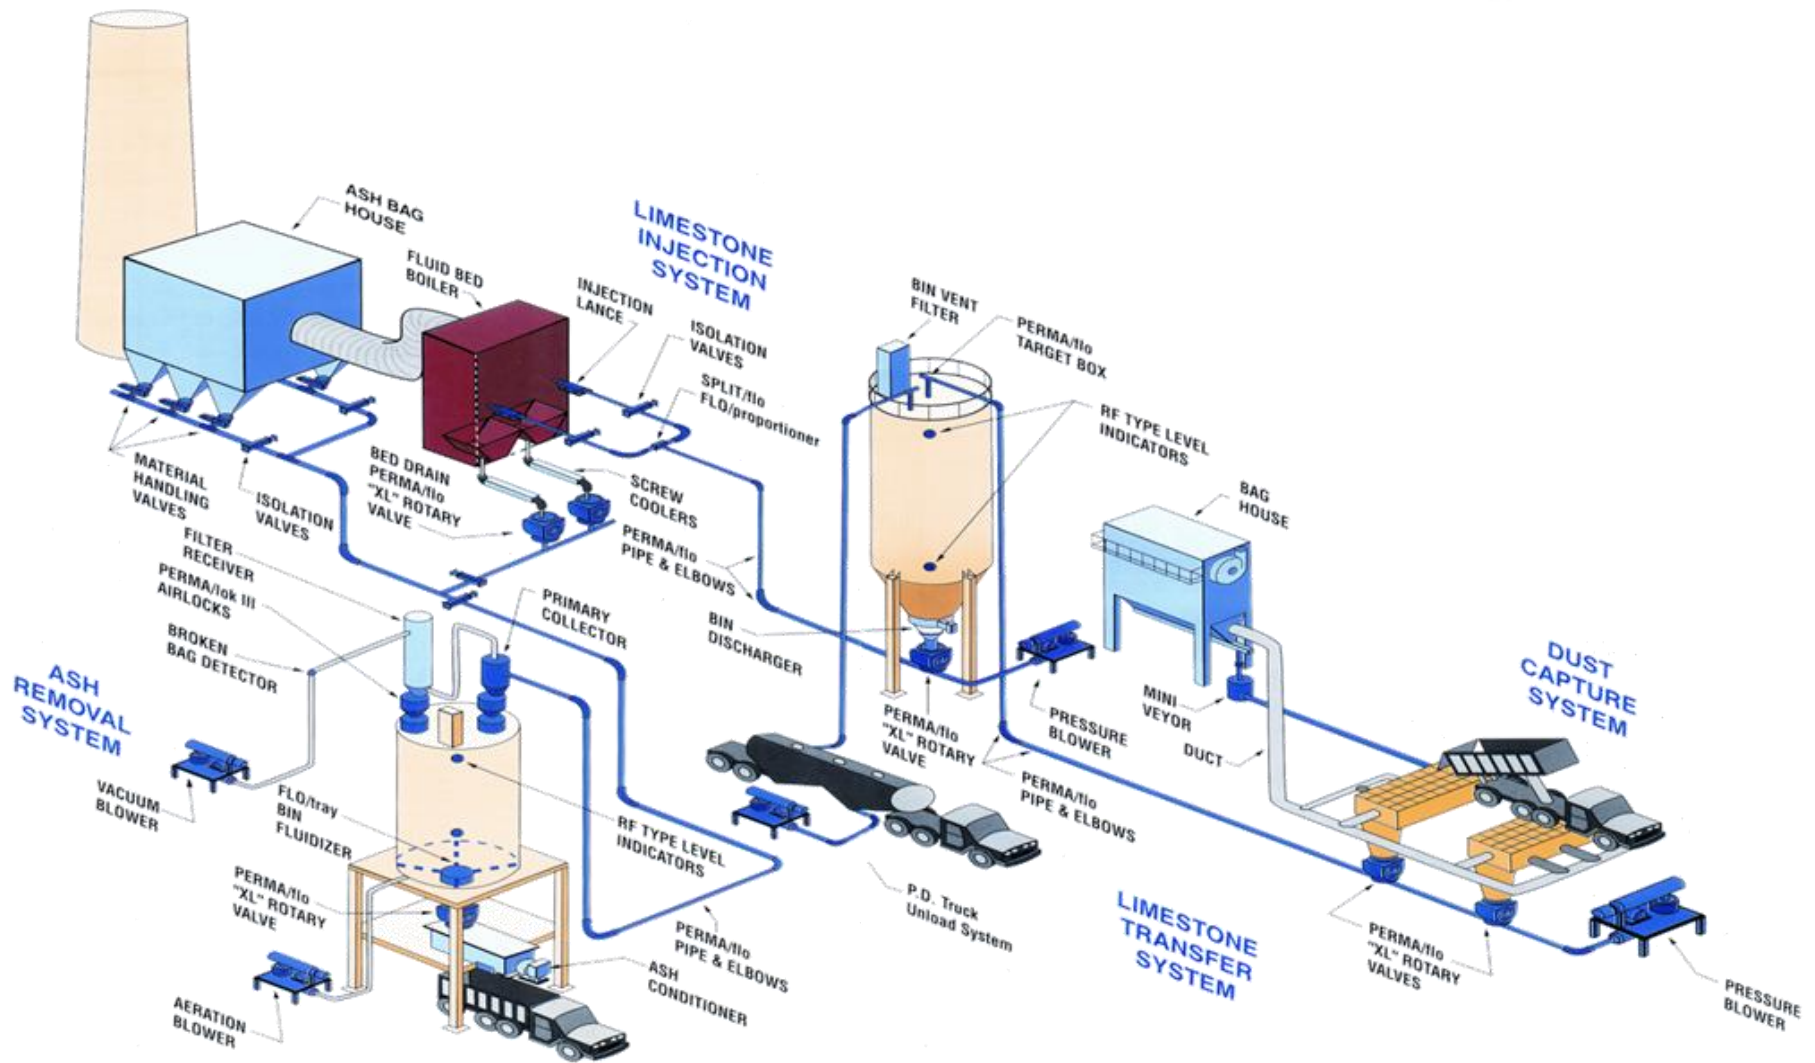 ASH BAG
HOUSE
FLUID BED
BOILER
LIMESTONE
INJECTION
SYSTEM
INJECTION
LANCE
ISOLATION
VALVES
SPLIT/flo
FLO/proportioner
BIN VENT
FILTER
PERMA/flo
TARGET BOX
RF TYPE LEVEL
INDICATORS
BAG
HOUSE
MATERIAL
HANDLING
VALVES
ISOLATION
VALVES
BED DRAIN
PERMA/flo
"XL" ROTARY
VALVE
SCREW
COOLERS
PERMA/flo
PIPE & ELBOWS
FILTER
RECEIVER
PERMA/lok III
AIRLOCKS
BROKEN
BAG DETECTOR
PRIMARY
COLLECTOR
BIN
DISCHARGER
ASH
REMOVAL
SYSTEM
PERMA/flo
"XL" ROTARY
VALVE
PRESSURE
BLOWER
MINI
VEYOR
DUCT
DUST
CAPTURE
SYSTEM
PERMA/flo
PIPE & ELBOWS
VACUUM
BLOWER
FLO/tray
BIN
FLUIDIZER
RF TYPE LEVEL
INDICATORS
PERMA/flo
"XL" ROTARY
VALVE
P.D. Truck
Unload System
LIMESTONE
TRANSFER
SYSTEM
PERMA/flo
"XL" ROTARY
VALVES
PERMA/flo
PIPE & ELBOWS
ASH
CONDITIONER
AERATION
BLOWER
PRESSURE
BLOWER